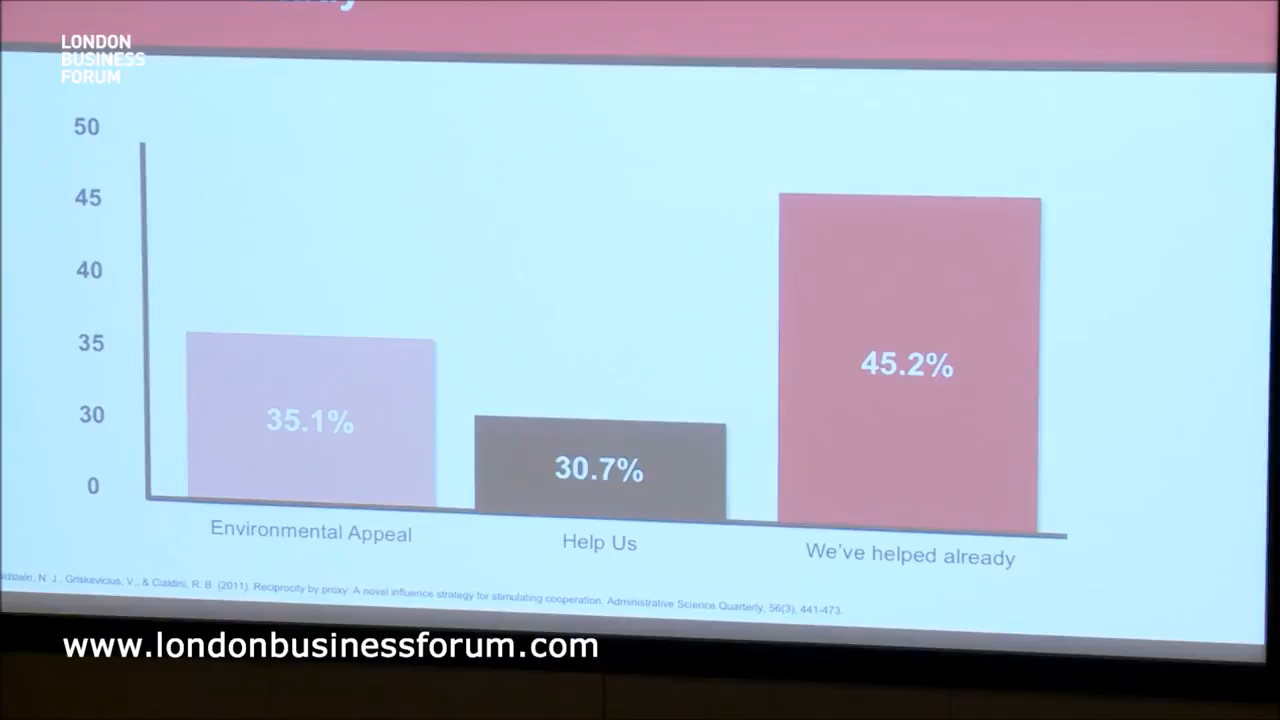 LONDON
BUSINESS
FORUM
50
45
40
35
30
0
35.1%
30.7%
45.2%
Environmental Appeal
Help Us
We've helped already
N. J., Griskevicius, V., & Cialdini, R. B. (2011). Reciprocity by proxy: A novel influence strategy for stimulating cooperation. Administrative Science Quarterly, 56(3), 441-473.
www.londonbusinessforum.com